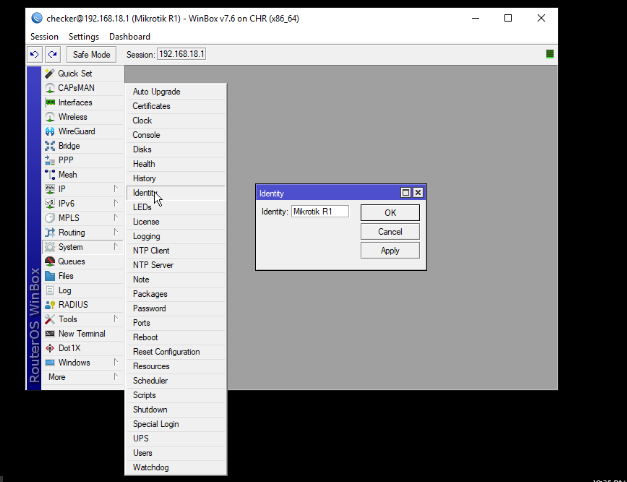 checker@192.168.18.1 (Mikrotik R1) - WinBox v7.6 on CHR (x86_64)
Session Settings Dashboard
Safe Mode Session: 192.168.18.1
RouterOS WinBox
Quick Set
CAPsMAN
Interfaces
Wireless
WireGuard
Bridge
PPP
Mesh
IP
IPv6
MPLS
Routing
System
Queues
Files
Log
RADIUS
Tools
New Terminal
Dot1X
Windows
More
Auto Upgrade
Certificates
Clock
Console
Disks
Health
History
Identity
LEDs
License
Logging
NTP Client
NTP Server
Note
Packages
Password
Ports
Reboot
Reset Configuration
Resources
Scheduler
Scripts
Shutdown
Special Login
UPS
Users
Watchdog
Identity
Identity: Mikrotik R1
OK
Cancel
Apply